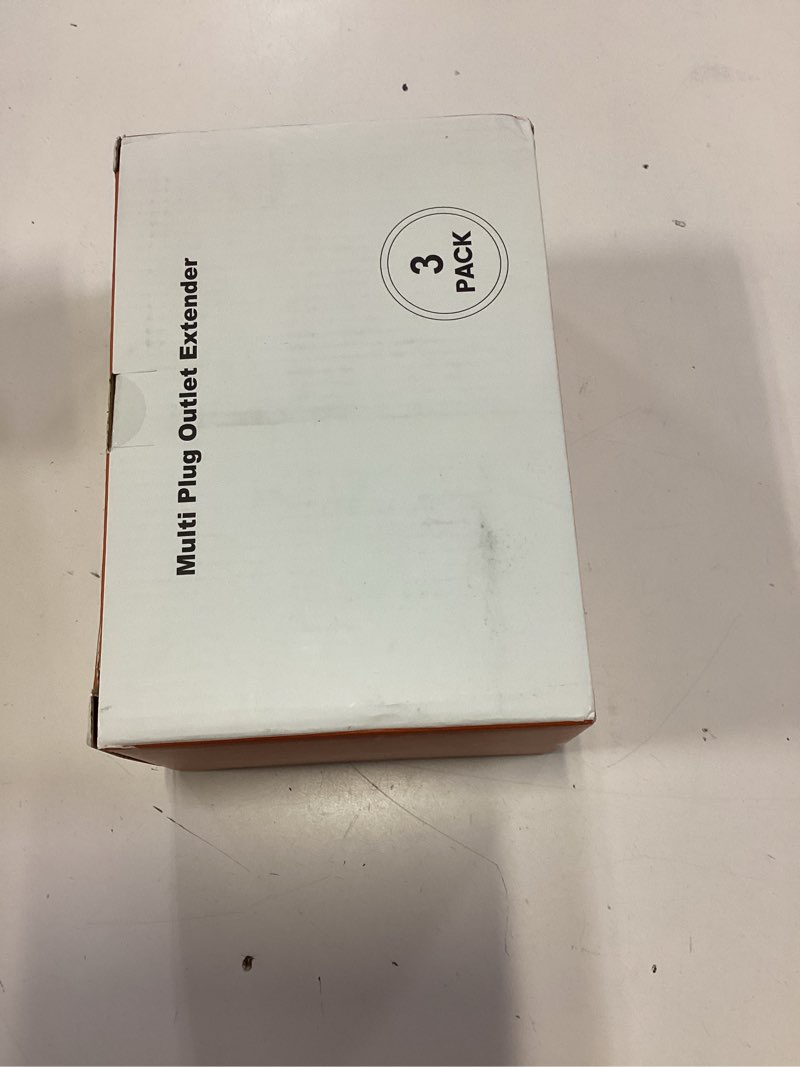 Multi Plug Outlet Extender
3
PACK